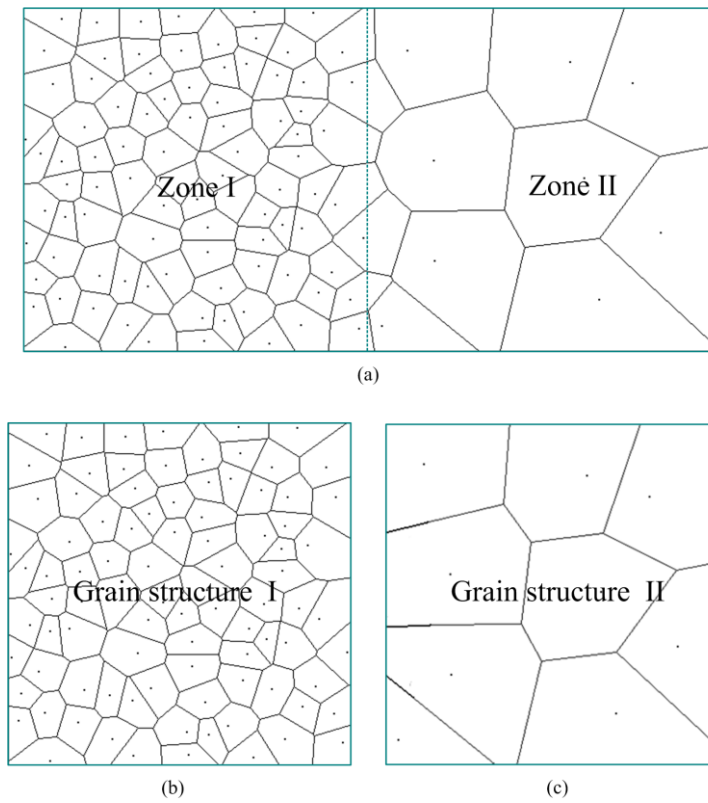 Zone I
Zone II
(a)
Grain structure I
Grain structure II
(b)
(c)